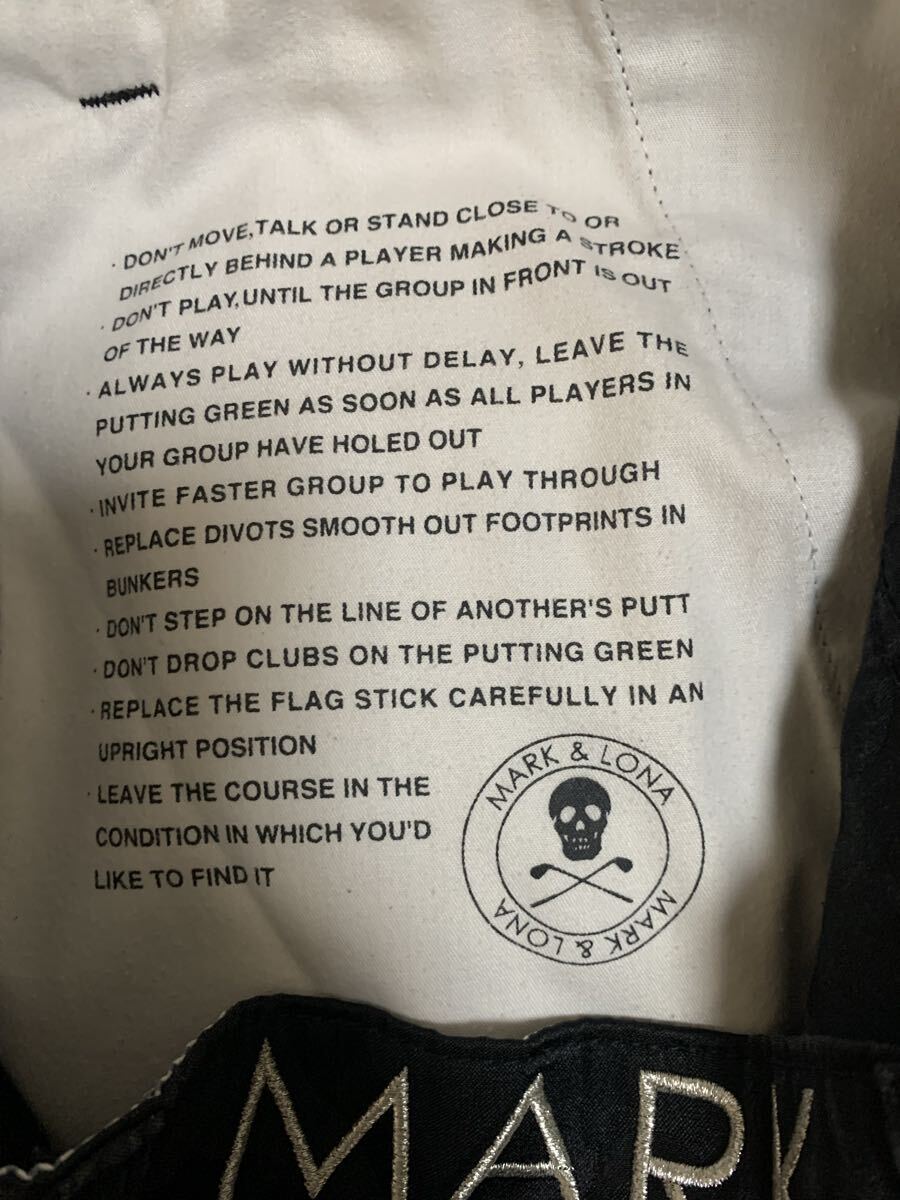 · DON'T MOVE,TALK OR STAND CLOSE TO OR
DIRECTLY BEHIND A PLAYER MAKING A STROKE
· DON'T PLAY,UNTIL THE GROUP IN FRONT IS OUT
OF THE WAY
· ALWAYS PLAY WITHOUT DELAY, LEAVE THE
PUTTING GREEN AS SOON AS ALL PLAYERS IN
YOUR GROUP HAVE HOLED OUT
· INVITE FASTER GROUP TO PLAY THROUGH
· REPLACE DIVOTS SMOOTH OUT FOOTPRINTS IN
BUNKERS
· DON'T STEP ON THE LINE OF ANOTHER'S PUTT
· DON'T DROP CLUBS ON THE PUTTING GREEN
· REPLACE THE FLAG STICK CAREFULLY IN AN
UPRIGHT POSITION
· LEAVE THE COURSE IN THE
CONDITION IN WHICH YOU'D
LIKE TO FIND IT
MARK & LONA
MARK & LONA
MARK